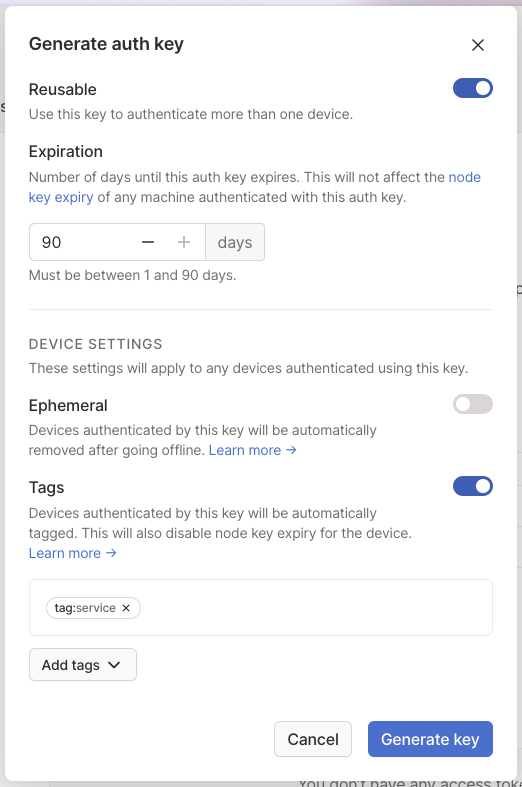 Generate auth key
Reusable
Use this key to authenticate more than one device.
Expiration
Number of days until this auth key expires. This will not affect the node
key expiry of any machine authenticated with this auth key.
90 days
Must be between 1 and 90 days.
DEVICE SETTINGS
These settings will apply to any devices authenticated using this key.
Ephemeral
Devices authenticated by this key will be automatically
removed after going offline. Learn more →
Tags
Devices authenticated by this key will be automatically
tagged. This will also disable node key expiry for the device.
Learn more →
tag:service
Add tags
Cancel Generate key
You don't have any access